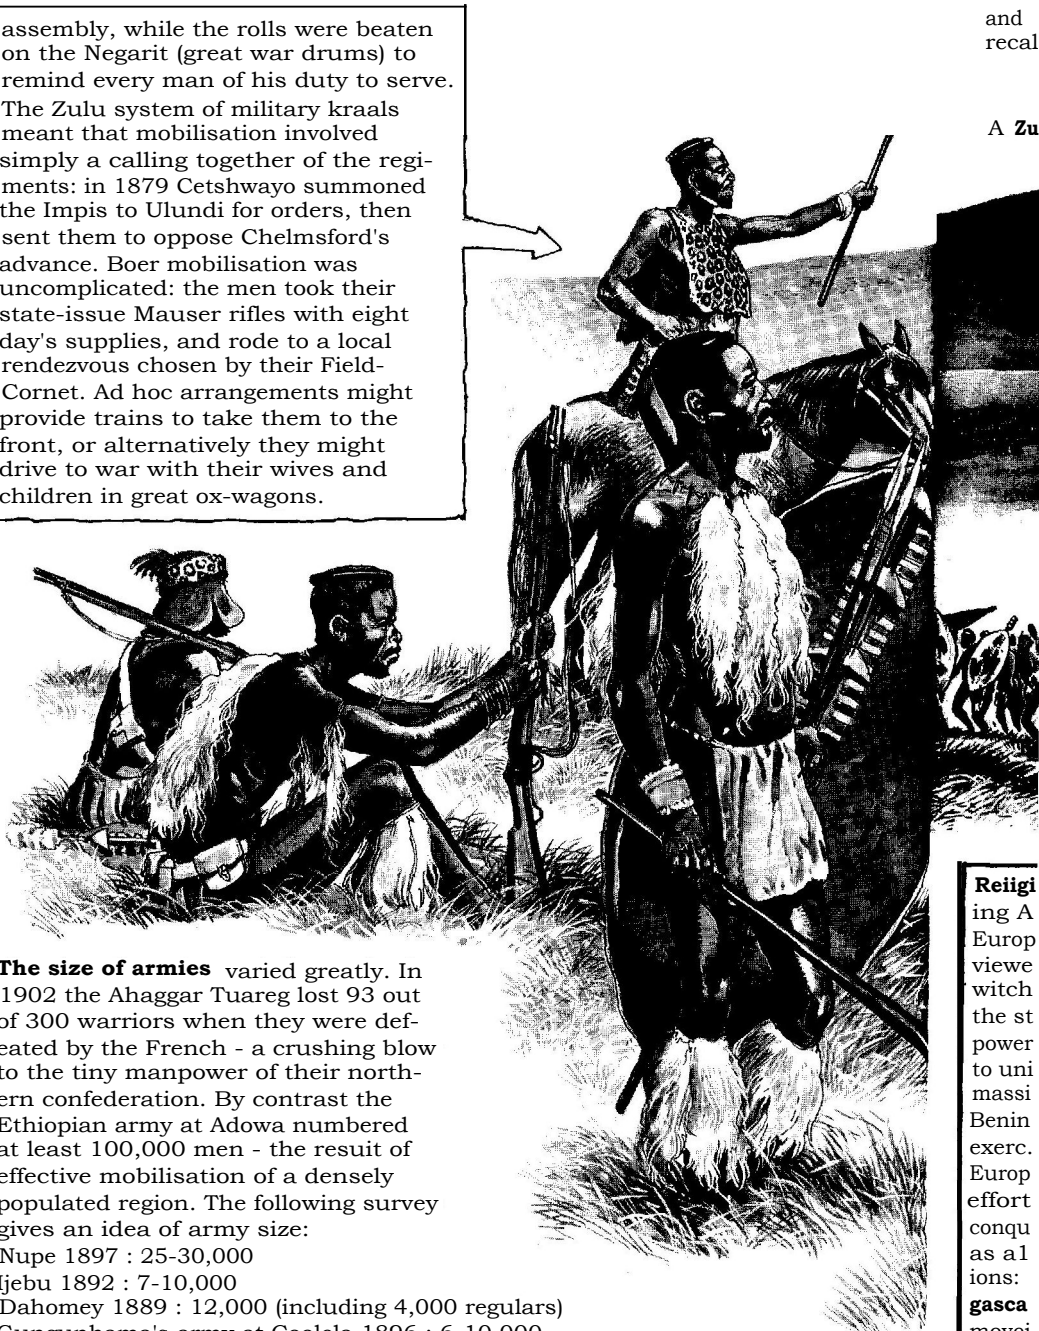 assembly, while the rolls were beaten
on the Negarit (great war drums) to
remind every man of his duty to serve.
The Zulu system of military kraals
meant that mobilisation involved
simply a calling together of the regi-
ments: in 1879 Cetshwayo summoned
the Impis to Ulundi for orders, then
sent them to oppose Chelmsford's
advance. Boer mobilisation was
uncomplicated: the men took their
state-issue Mauser rifles with eight
day's supplies, and rode to a local
rendezvous chosen by their Field-
Cornet. Ad hoc arrangements might
provide trains to take them to the
front, or alternatively they might
drive to war with their wives and
children in great ox-wagons.
The size of armies varied greatly. In
1902 the Ahaggar Tuareg lost 93 out
of 300 warriors when they were def-
eated by the French - a crushing blow
to the tiny manpower of their north-
ern confederation. By contrast the
Ethiopian army at Adowa numbered
at least 100,000 men - the resuit of
effective mobilisation of a densely
populated region. The following survey
gives an idea of army size:
Nupe 1897 : 25-30,000
Ijebu 1892 : 7-10,000
Dahomey 1889 : 12,000 (including 4,000 regulars)
and
recal
A Zu
Reiigi
ing A
Europ
viewe
witch
the st
power
to uni
massi
Benin
exerc.
Europ
effort
conqu
as a1
ions:
gasca